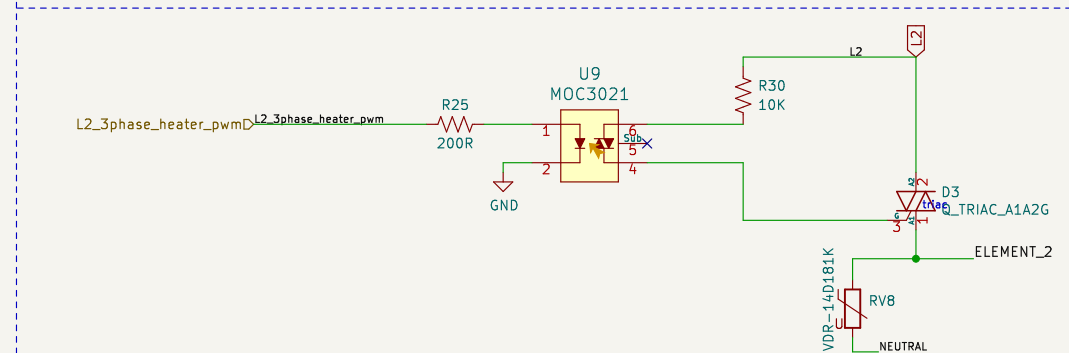 L2
L2
U9
MOC3021
R30
10K
R25
L2_3phase_heater_pwm
L2_3phase_heater_pwm
200R
1
6
Sub
5
2
4
GND
A2
2
D3
triac
Q_TRIAC_A1A2G
G
3
A1
1
ELEMENT_2
VDR-14D181K
RV8
U
NEUTRAL